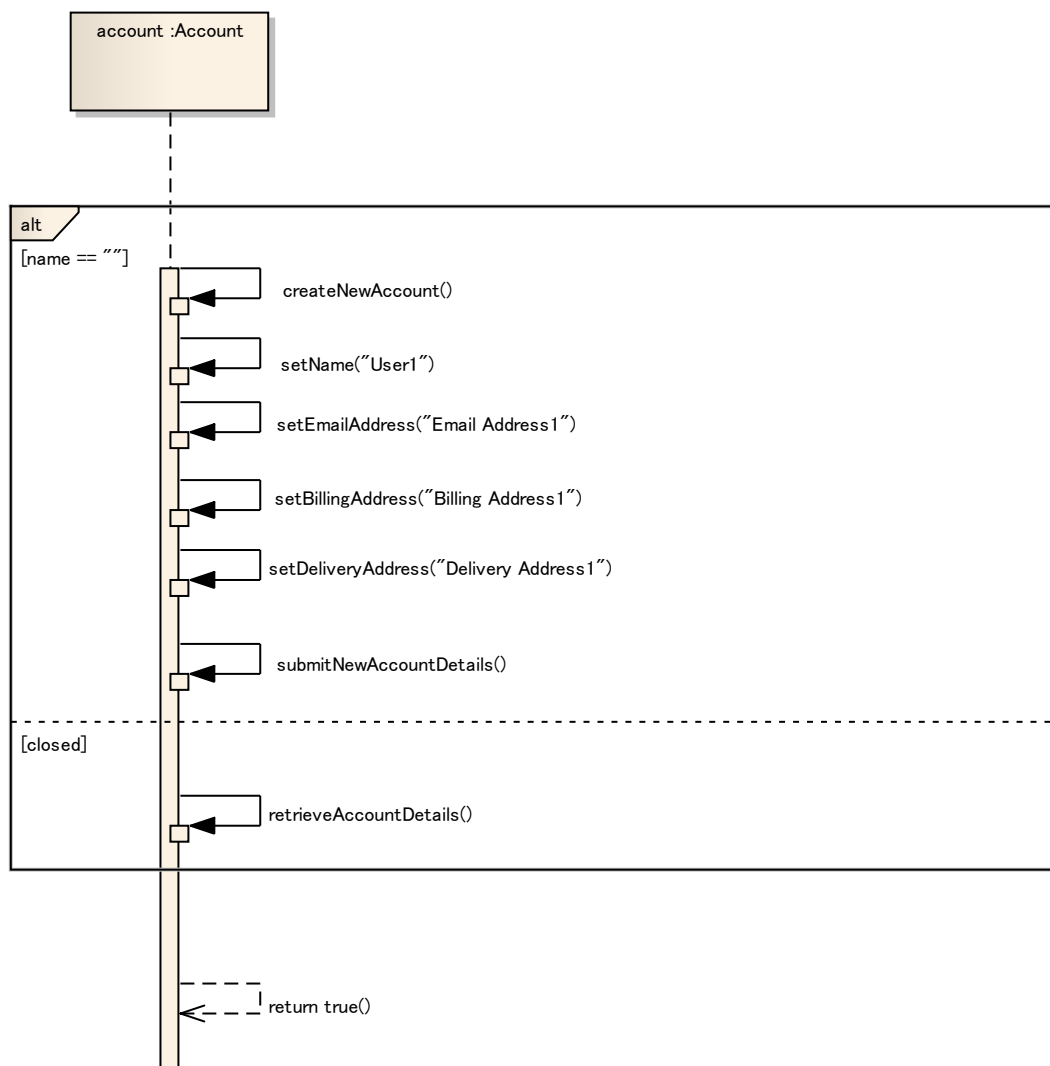 account :Account
alt
[name == ""]
createNewAccount()
setName("User1")
setEmailAddress("Email Address1")
setBillingAddress("Billing Address1")
setDeliveryAddress("Delivery Address1")
submitNewAccountDetails()
[closed]
retrieveAccountDetails()
return true()